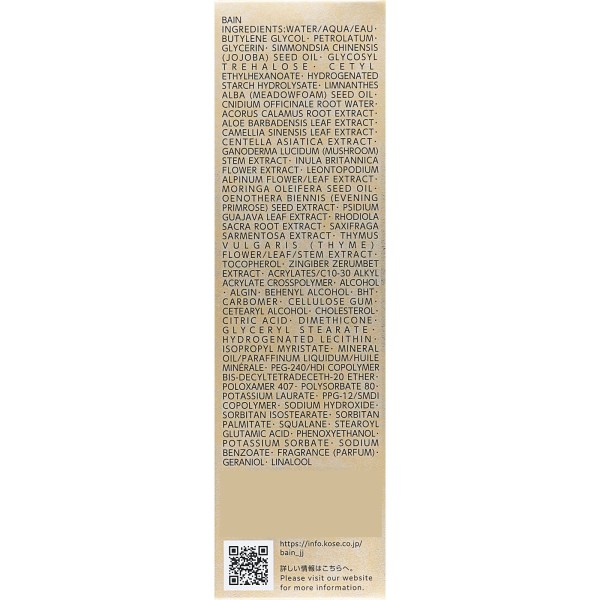 BAIN
INGREDIENTS:WATER/AQUA/EAU·
BUTYLENE GLYCOL· PETROLATUM·
GLYCERIN· SIMMONDSIA CHINENSIS
(JOJOBA) SEED OIL· GLYCOSYL
TREHALOSE· CETYL
ETHYLHEXANOATE· HYDROGENATED
STARCH HYDROLYSATE· LIMNANTHES
ALBA (MEADOWFOAM) SEED OIL·
CNIDIUM OFFICINALE ROOT WATER·
ACORUS CALAMUS ROOT EXTRACT·
ALOE BARBADENSIS LEAF EXTRACT·
CAMELLIA SINENSIS LEAF EXTRACT·
CENTELLA ASIATICA EXTRACT·
GANODERMA LUCIDUM (MUSHROOM)
STEM EXTRACT· INULA BRITANNICA
FLOWER EXTRACT· LEONTOPODIUM
ALPINUM FLOWER/LEAF EXTRACT·
MORINGA OLEIFERA SEED OIL·
OENOTHERA BIENNIS (EVENING
PRIMROSE) SEED EXTRACT· PSIDIUM
GUAJAVA LEAF EXTRACT· RHODIOLA
SACRA ROOT EXTRACT· SAXIFRAGA
SARMENTOSA EXTRACT· THYMUS
VULGARIS (THYME)
FLOWER/LEAF/STEM EXTRACT·
TOCOPHEROL· ZINGIBER ZERUMBET
EXTRACT· ACRYLATES/C10-30 ALKYL
ACRYLATE CROSSPOLYMER· ALCOHOL
· ALGIN· BEHENYL ALCOHOL· BHT·
CARBOMER· CELLULOSE GUM·
CETEARYL ALCOHOL· CHOLESTEROL·
CITRIC ACID· DIMETHICONE·
GLYCERYL STEARATE·
HYDROGENATED LECITHIN·
ISOPROPYL MYRISTATE· MINERAL
OIL/PARAFFINUM LIQUIDUM/HUILE
MINÉRALE· PEG-240/HDI COPOLYMER
BIS-DECYLTETRADECETH-20 ETHER·
POLOXAMER 407· POLYSORBATE 80·
POTASSIUM LAURATE· PPG-12/SMDI
COPOLYMER· SODIUM HYDROXIDE·
SORBITAN ISOSTEARATE· SORBITAN
PALMITATE· SQUALANE· STEAROYL
GLUTAMIC ACID· PHENOXYETHANOL·
POTASSIUM SORBATE· SODIUM
BENZOATE· FRAGRANCE (PARFUM)·
GERANIOL· LINALOOL
https://info.kose.co.jp/
bain_jj
詳しい情報はこちらへ。
Please visit our website
for more information.